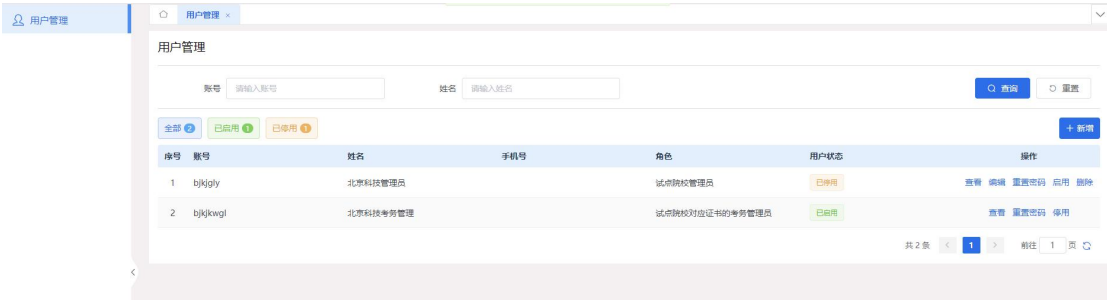 用户管理
用户管理 ×
用户管理
账号 请输入账号 姓名 请输入姓名 查询 重置
全部 2 已启用 1 已停用 1 + 新增
序号 账号 姓名 手机号 角色 用户状态 操作
1 bjkjgly 北京科技管理员 试点院校管理员 已停用 查看 编辑 重置密码 启用 删除
2 bjkjkwgl 北京科技考务管理 试点院校对应证书的考务管理员 已启用 查看 重置密码 停用
共 2 条 < 1 > 前往 1 页